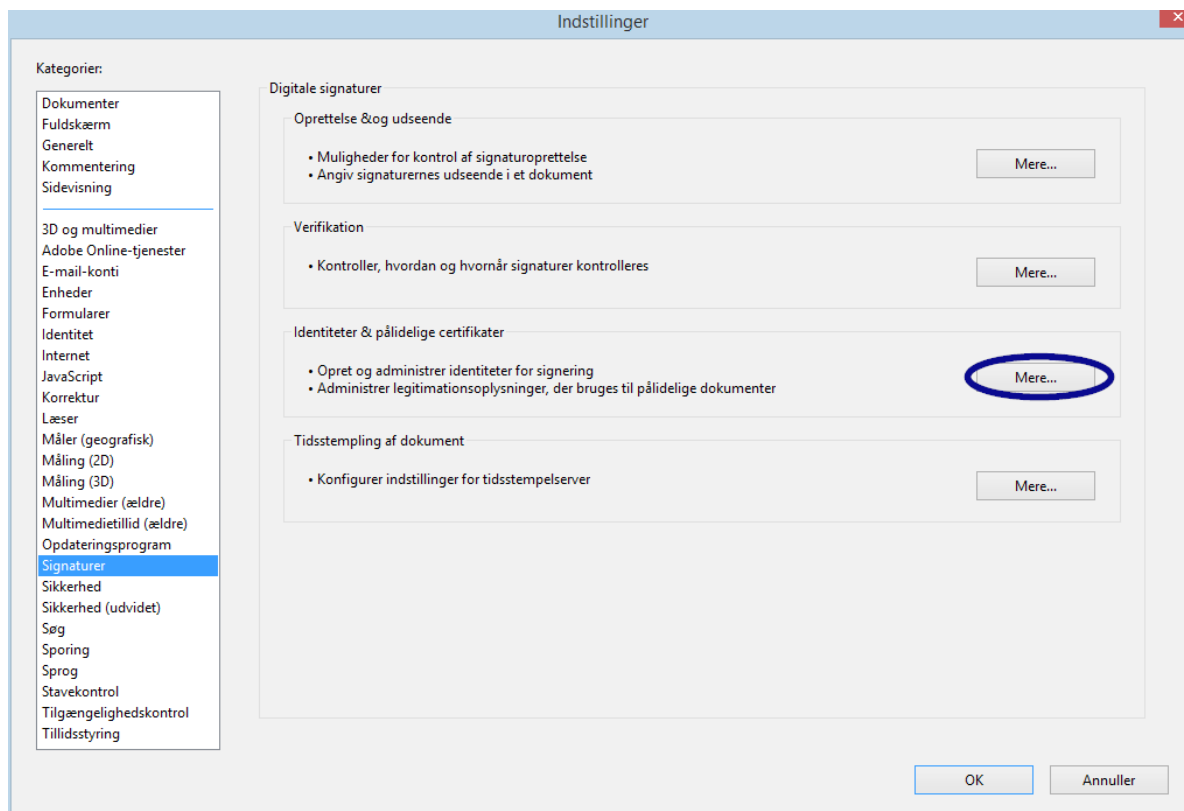 Indstillinger
Kategorier:
Dokumenter
Fuldskærm
Generelt
Kommentering
Sidevisning
3D og multimedier
Adobe Online-tjenester
E-mail-konti
Enheder
Formularer
Identitet
Internet
JavaScript
Korrektur
Læser
Måler (geografisk)
Måling (2D)
Måling (3D)
Multimedier (ældre)
Multimedietillid (ældre)
Opdateringsprogram
Signaturer
Sikkerhed
Sikkerhed (udvidet)
Søg
Sporing
Sprog
Stavekontrol
Tilgængelighedskontrol
Tillidsstyring
Digitale signaturer
Oprettelse &og udseende
• Muligheder for kontrol af signaturoprettelse
• Angiv signaturernes udseende i et dokument
Mere...
Verifikation
• Kontroller, hvordan og hvornår signaturer kontrolleres
Mere...
Identiteter & pålidelige certifikater
• Opret og administrer identiteter for signering
• Administrer legitimationsoplysninger, der bruges til pålidelige dokumenter
Mere...
Tidsstempling af dokument
• Konfigurer indstillinger for tidsstempelserver
Mere...
OK
Annuller